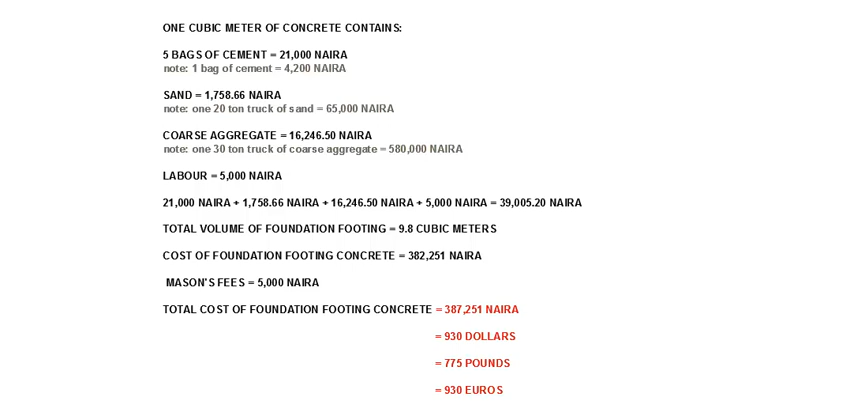 ONE CUBIC METER OF CONCRETE CONTAINS:
5 BAGS OF CEMENT = 21,000 NAIRA
note: 1 bag of cement = 4,200 NAIRA
SAND = 1,758.66 NAIRA
note: one 20 ton truck of sand = 65,000 NAIRA
COARSE AGGREGATE = 16,246.50 NAIRA
note: one 30 ton truck of coarse aggregate = 580,000 NAIRA
LABOUR = 5,000 NAIRA
21,000 NAIRA + 1,758.66 NAIRA + 16,246.50 NAIRA + 5,000 NAIRA = 39,005.20 NAIRA
TOTAL VOLUME OF FOUNDATION FOOTING = 9.8 CUBIC METERS
COST OF FOUNDATION FOOTING CONCRETE = 382,251 NAIRA
MASON'S FEES = 5,000 NAIRA
TOTAL COST OF FOUNDATION FOOTING CONCRETE = 387,251 NAIRA
= 930 DOLLARS
= 775 POUNDS
= 930 EUROS